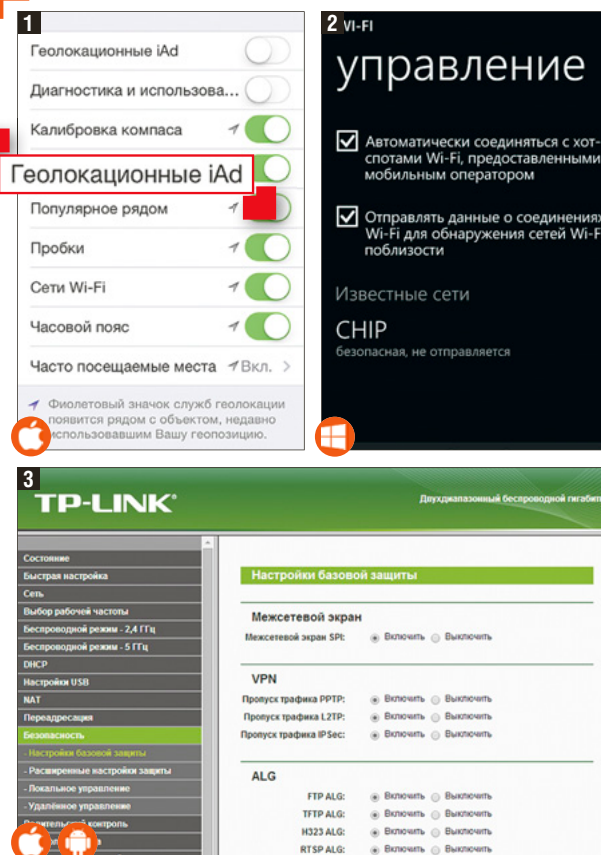 1
Геолокационные iAd
Диагностика и использова...
Калибровка компаса
Геолокационные iAd
Популярное рядом
Пробки
Сети Wi-Fi
Часовой пояс
Часто посещаемые места Вкл. >
Фиолетовый значок служб геолокации
появится рядом с объектом, недавно
использовавшим Вашу геопозицию.
2 WI-FI
управление
Автоматически соединяться с хот-
спотами Wi-Fi, предоставленными
мобильным оператором
Отправлять данные о соединениях
Wi-Fi для обнаружения сетей Wi-F
поблизости
Известные сети
CHIP
безопасная, не отправляется
3
TP-LINK®
Двухдиапазонный беспроводной гигабит
Состояние
Быстрая настройка
Сеть
Выбор рабочей частоты
Беспроводной режим - 2,4 ГГц
Беспроводной режим - 5 ГГц
DHCP
Настройки USB
NAT
Переадресация
Безопасность
- Настройки базовой защиты
- Расширенные настройки защиты
- Локальное управление
- Удалённое управление
контроль
Настройки базовой защиты
Межсетевой экран
Межсетевой экран SPI: Включить Выключить
VPN
Пропуск трафика PPTP: Включить Выключить
Пропуск трафика L2TP: Включить Выключить
Пропуск трафика IPSec: Включить Выключить
ALG
FTP ALG: Включить Выключить
TFTP ALG: Включить Выключить
H323 ALG: Включить Выключить
RTSP ALG: Включить Выключить